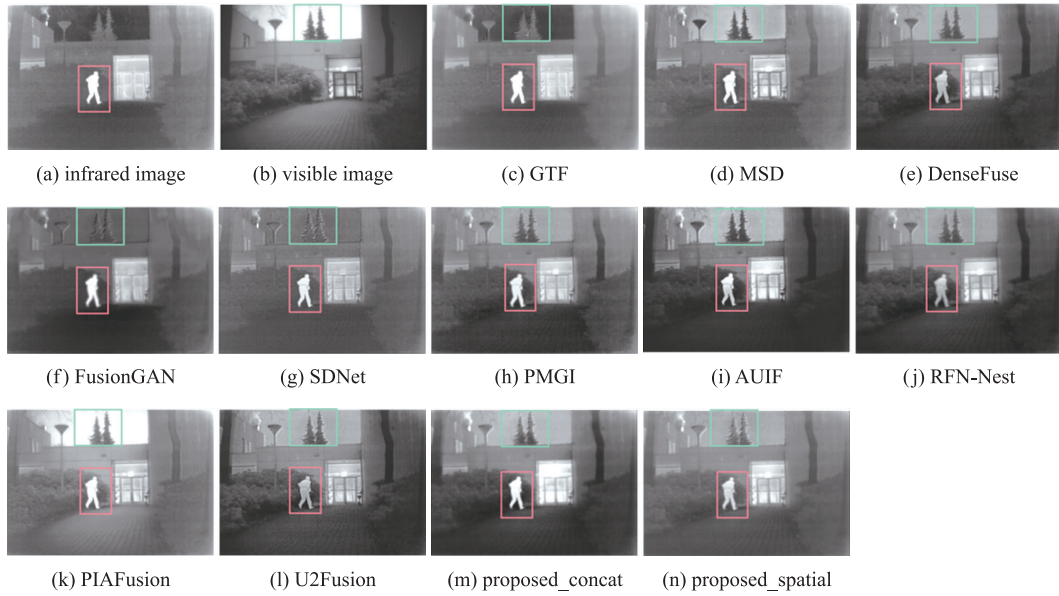 (a) infrared image (b) visible image (c) GTF (d) MSD (e) DenseFuse
(f) FusionGAN (g) SDNet (h) PMGI (i) AUIF (j) RFN-Nest
(k) PIAFusion (l) U2Fusion (m) proposed_concat (n) proposed_spatial